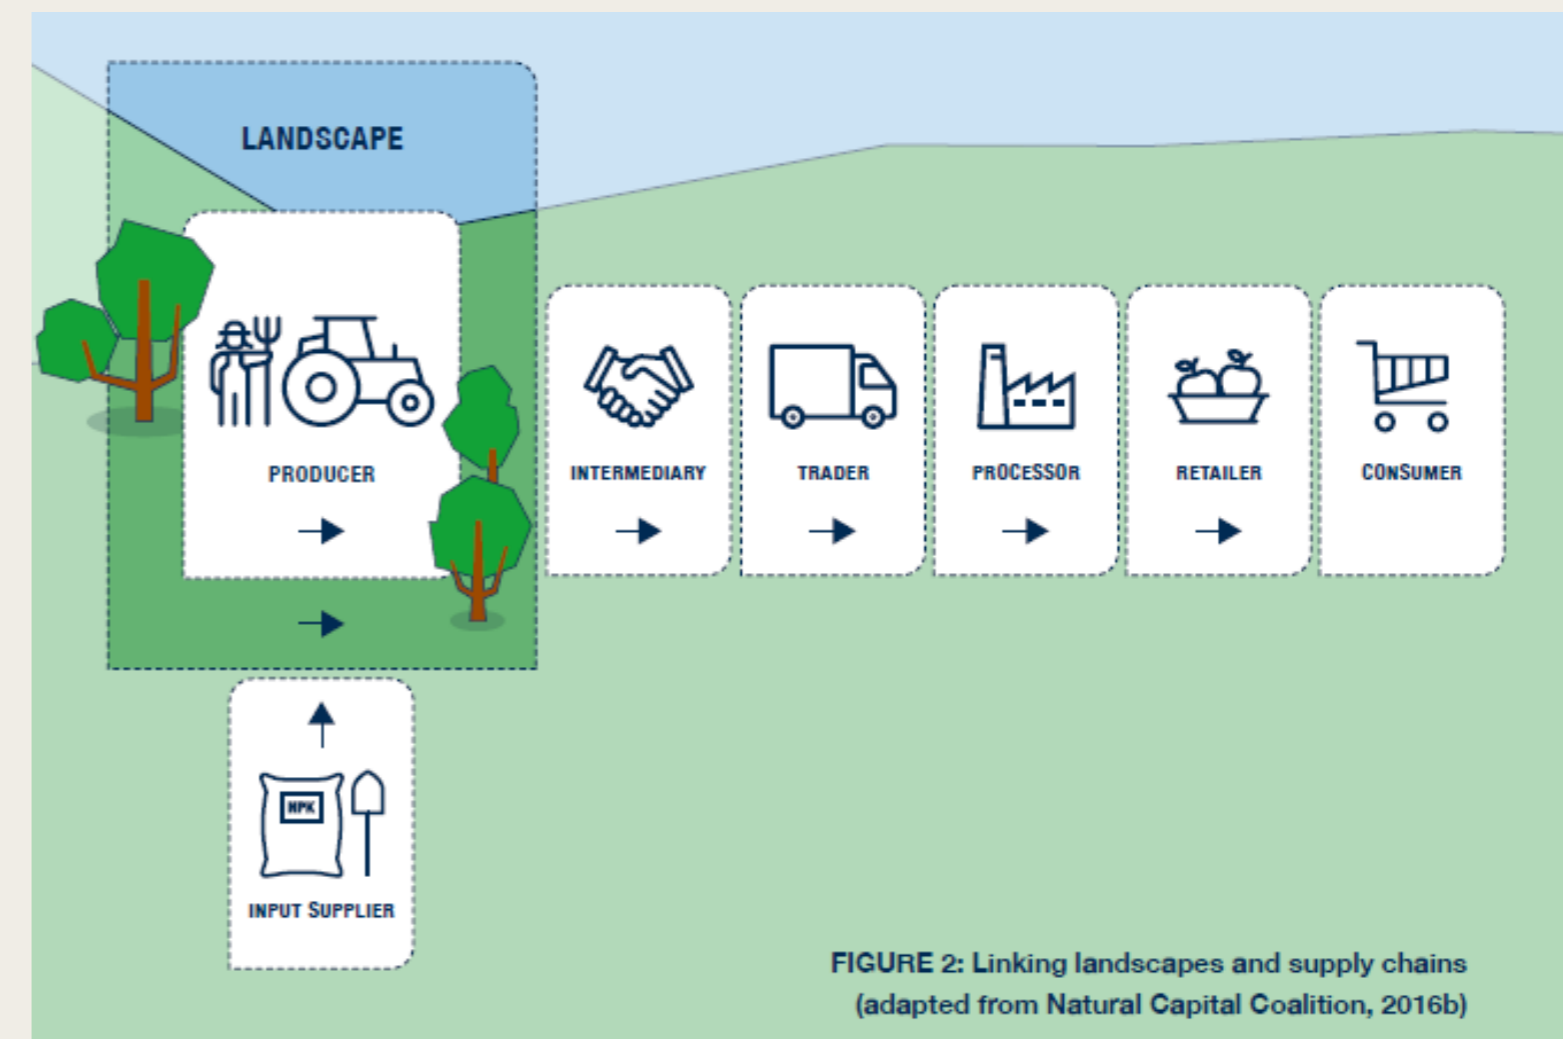 LANDSCAPE
PRODUCER
INTERMEDIARY
TRADER
PROCESSOR
RETAILER
CONSUMER
NPK
INPUT SUPPLIER
FIGURE 2: Linking landscapes and supply chains
(adapted from Natural Capital Coalition, 2016b)